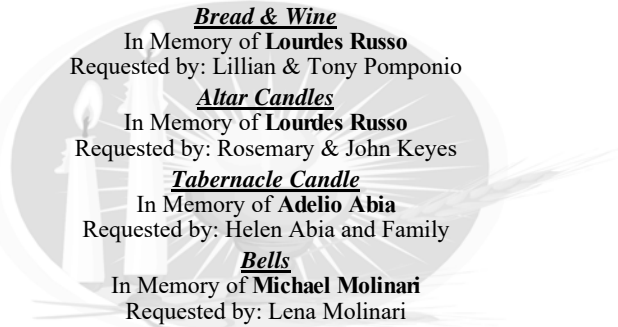 Bread & Wine
In Memory of Lourdes Russo
Requested by: Lillian & Tony Pomponio
Altar Candles
In Memory of Lourdes Russo
Requested by: Rosemary & John Keyes
Tabernacle Candle
In Memory of Adelio Abia
Requested by: Helen Abia and Family
Bells
In Memory of Michael Molinari
Requested by: Lena Molinari